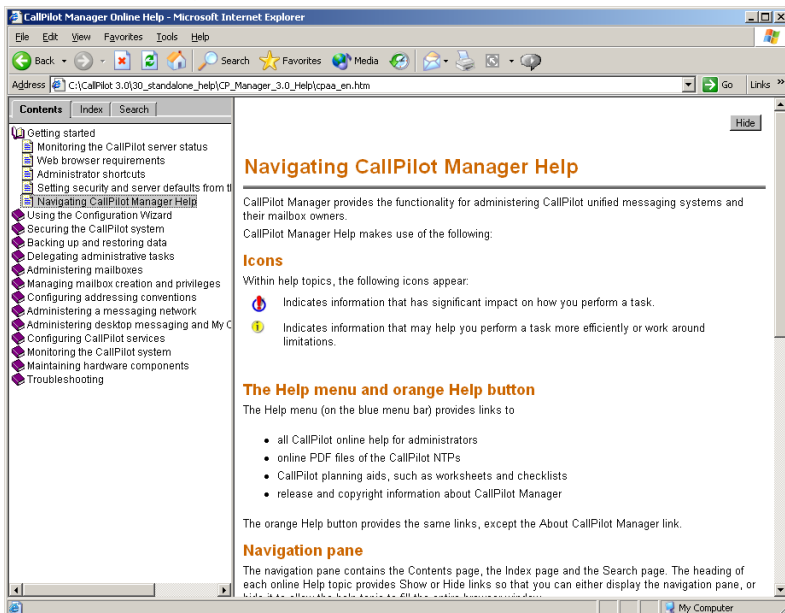 CallPilot Manager Online Help - Microsoft Internet Explorer
File Edit View Favorites Tools Help
Back Search Favorites Media
Address C:\CallPilot 3.0\30_standalone_help\CP_Manager_3.0_Help\cpaa_en.htm Go Links »
Contents Index Search
Getting started
Monitoring the CallPilot server status
Web browser requirements
Administrator shortcuts
Setting security and server defaults from
Navigating CallPilot Manager Help
Using the Configuration Wizard
Securing the CallPilot system
Backing up and restoring data
Delegating administrative tasks
Administering mailboxes
Managing mailbox creation and privileges
Configuring addressing conventions
Administering a messaging network
Administering desktop messaging and My
Configuring CallPilot services
Monitoring the CallPilot system
Maintaining hardware components
Troubleshooting
Hide
Navigating CallPilot Manager Help
CallPilot Manager provides the functionality for administering CallPilot unified messaging systems and
their mailbox owners.
CallPilot Manager Help makes use of the following:
Icons
Within help topics, the following icons appear:
Indicates information that has significant impact on how you perform a task.
Indicates information that may help you perform a task more efficiently or work around
limitations.
The Help menu and orange Help button
The Help menu (on the blue menu bar) provides links to
• all CallPilot online help for administrators
• online PDF files of the CallPilot NTPs
• CallPilot planning aids, such as worksheets and checklists
• release and copyright information about CallPilot Manager
The orange Help button provides the same links, except the About CallPilot Manager link.
Navigation pane
The navigation pane contains the Contents page, the Index page and the Search page. The heading of
each online Help topic provides Show or Hide links so that you can either display the navigation pane, or
hide it to allow the help topic to fill the entire browser window.
My Computer